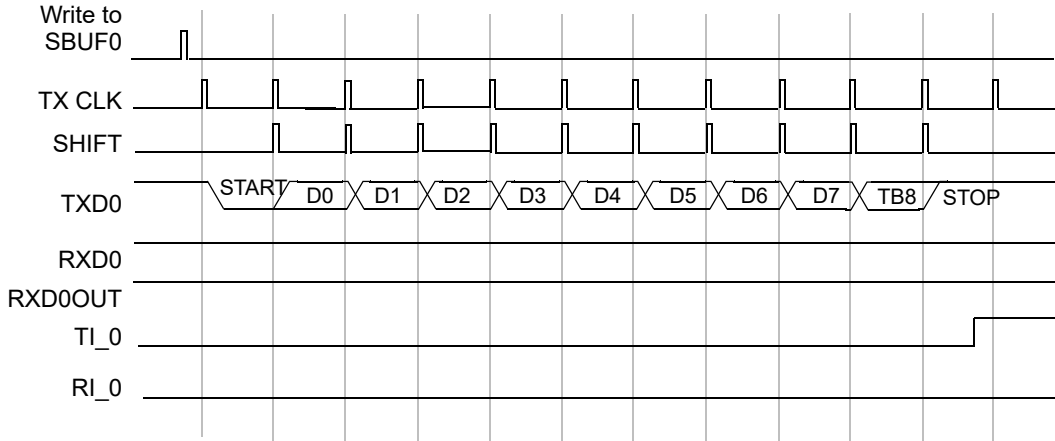 Write to
SBUF0
TX CLK
SHIFT
TXD0 START D0 D1 D2 D3 D4 D5 D6 D7 TB8 STOP
RXD0
RXD0OUT
TI_0
RI_0